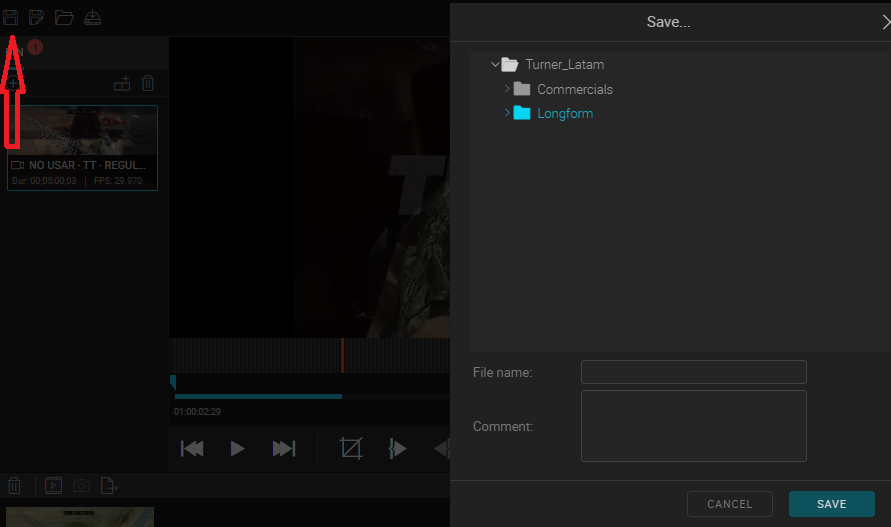 Save...
1
Turner_Latam
Commercials
Longform
NO USAR - TT - REGUL...
Dur: 00;05;00;03 | FPS: 29.970
T
File name:
01:00:02:29
Comment:
CANCEL
SAVE